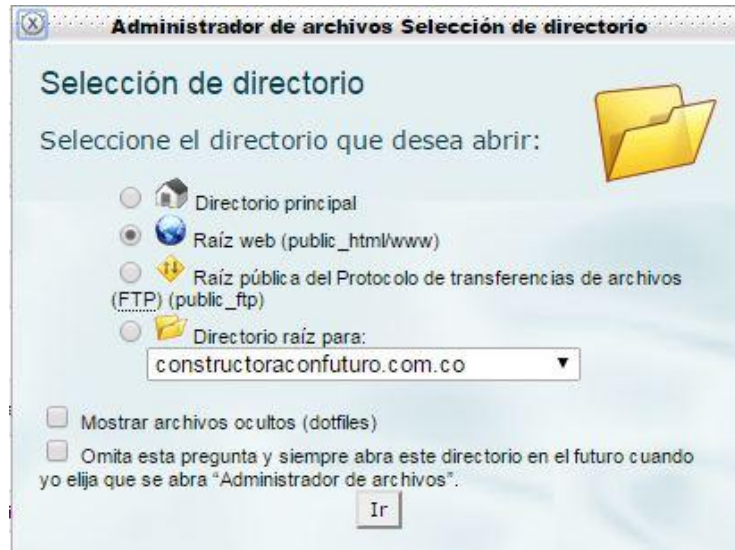 Administrador de archivos Selección de directorio
Selección de directorio
Seleccione el directorio que desea abrir:
Directorio principal
Raíz web (public_html/www)
Raíz pública del Protocolo de transferencias de archivos
(FTP) (public_ftp)
Directorio raíz para:
constructoraconfuturo.com.co
Mostrar archivos ocultos (dotfiles)
Omita esta pregunta y siempre abra este directorio en el futuro cuando
yo elija que se abra “Administrador de archivos”.
Ir